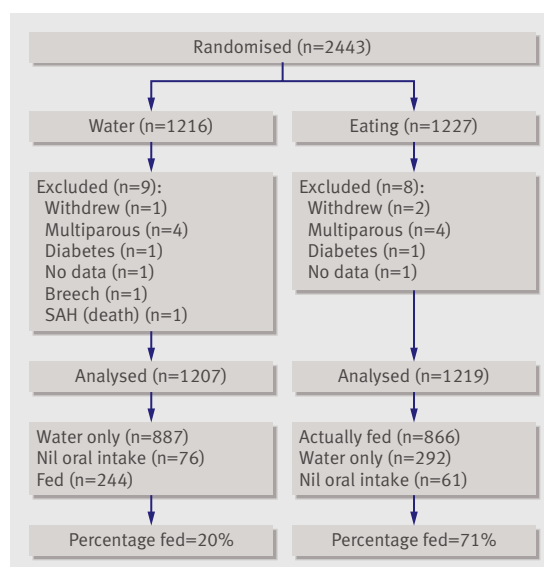 Randomised (n=2443)
Water (n=1216)
Eating (n=1227)
Excluded (n=9):
Withdrew (n=1)
Multiparous (n=4)
Diabetes (n=1)
No data (n=1)
Breech (n=1)
SAH (death) (n=1)
Excluded (n=8):
Withdrew (n=2)
Multiparous (n=4)
Diabetes (n=1)
No data (n=1)
Analysed (n=1207)
Analysed (n=1219)
Water only (n=887)
Nil oral intake (n=76)
Fed (n=244)
Actually fed (n=866)
Water only (n=292)
Nil oral intake (n=61)
Percentage fed=20%
Percentage fed=71%